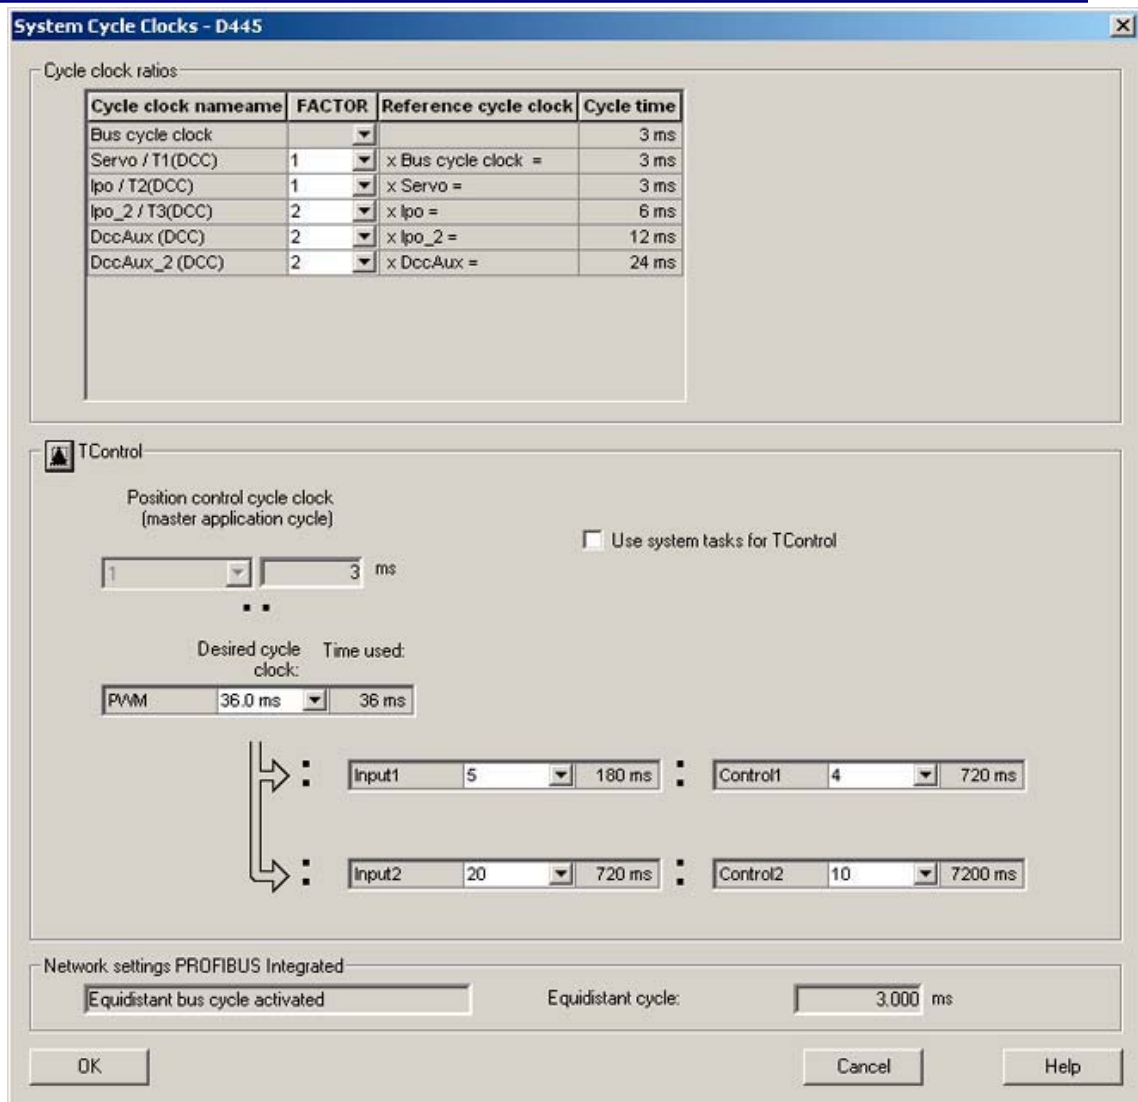 System Cycle Clocks - D445
Cycle clock ratios
Cycle clock nameame FACTOR Reference cycle clock Cycle time
Bus cycle clock 3 ms
Servo / T1(DCC) 1 x Bus cycle clock = 3 ms
Ipo / T2(DCC) 1 x Servo = 3 ms
Ipo_2 / T3(DCC) 2 x Ipo = 6 ms
DccAux (DCC) 2 x Ipo_2 = 12 ms
DccAux_2 (DCC) 2 x DccAux = 24 ms
TControl
Position control cycle clock
(master application cycle)
Use system tasks for TControl
1 3 ms
Desired cycle Time used:
clock:
PWM 36.0 ms 36 ms
Input1 5 180 ms : Control1 4 720 ms
Input2 20 720 ms : Control2 10 7200 ms
Network settings PROFIBUS Integrated
Equidistant bus cycle activated Equidistant cycle: 3.000 ms
OK Cancel Help